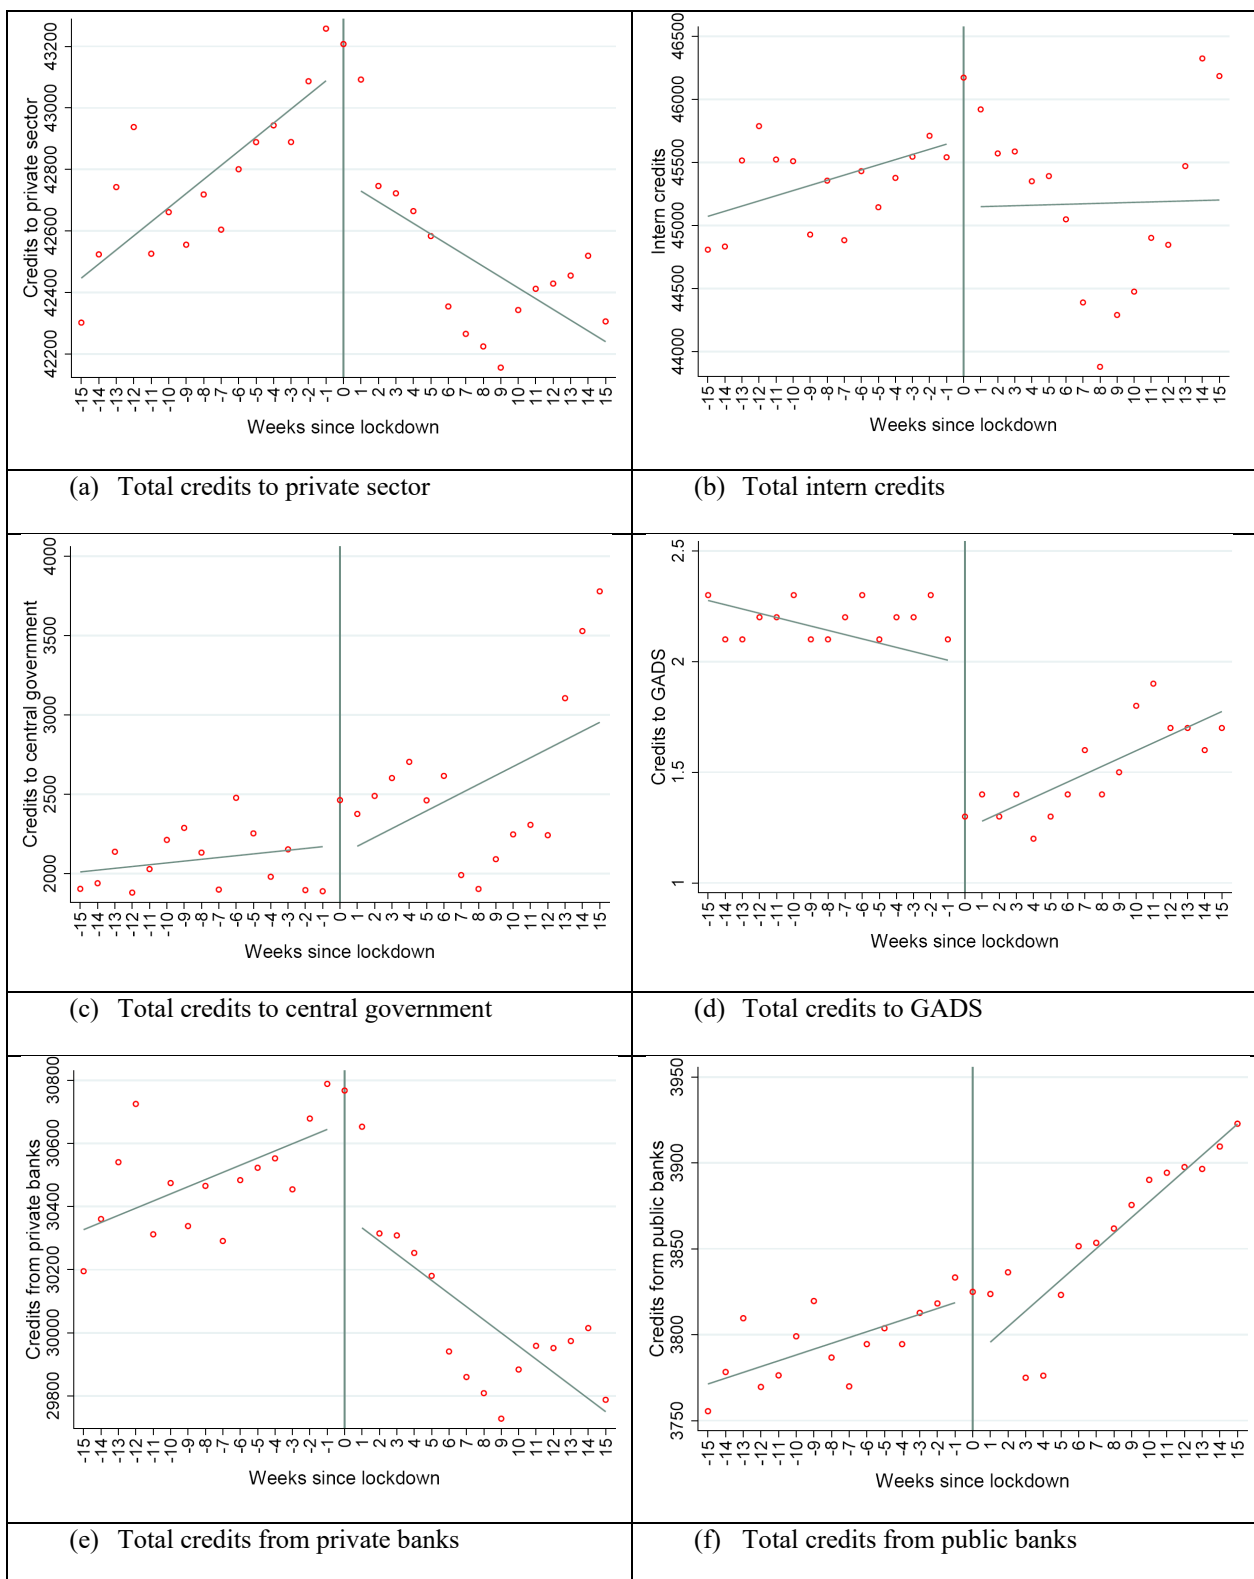 Credits to private sector
43200
43000
42800
42600
42400
42200
-15 -14 -13 -12 -11 -10 -9 -8 -7 -6 -5 -4 -3 -2 -1 0 1 2 3 4 5 6 7 8 9 10 11 12 13 14 15
Weeks since lockdown
(a) Total credits to private sector
Intern credits
46500
46000
45500
45000
44500
44000
-15 -14 -13 -12 -11 -10 -9 -8 -7 -6 -5 -4 -3 -2 -1 0 1 2 3 4 5 6 7 8 9 10 11 12 13 14 15
Weeks since lockdown
(b) Total intern credits
Credits to central government
4000
3500
3000
2500
2000
-15 -14 -13 -12 -11 -10 -9 -8 -7 -6 -5 -4 -3 -2 -1 0 1 2 3 4 5 6 7 8 9 10 11 12 13 14 15
Weeks since lockdown
(c) Total credits to central government
Credits to GADS
2.5
2
1.5
1
-15 -14 -13 -12 -11 -10 -9 -8 -7 -6 -5 -4 -3 -2 -1 0 1 2 3 4 5 6 7 8 9 10 11 12 13 14 15
Weeks since lockdown
(d) Total credits to GADS
Credits from private banks
30800
30600
30400
30200
30000
29800
-15 -14 -13 -12 -11 -10 -9 -8 -7 -6 -5 -4 -3 -2 -1 0 1 2 3 4 5 6 7 8 9 10 11 12 13 14 15
Weeks since lockdown
(e) Total credits from private banks
Credits form public banks
3950
3900
3850
3800
3750
-15 -14 -13 -12 -11 -10 -9 -8 -7 -6 -5 -4 -3 -2 -1 0 1 2 3 4 5 6 7 8 9 10 11 12 13 14 15
Weeks since lockdown
(f) Total credits from public banks